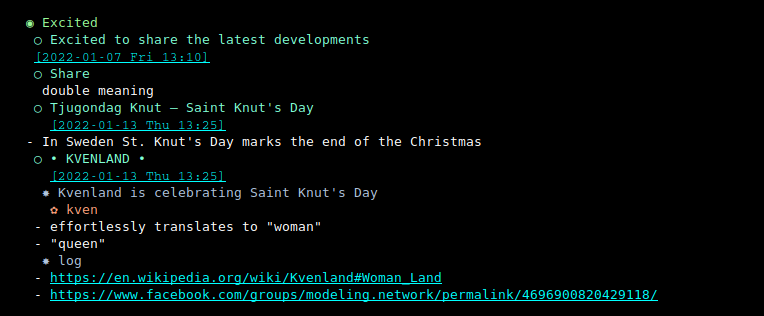 ◉ Excited
○ Excited to share the latest developments
[2022-01-07 Fri 13:10]
○ Share
double meaning
○ Tjugondag Knut — Saint Knut's Day
[2022-01-13 Thu 13:25]
- In Sweden St. Knut's Day marks the end of the Christmas
○ • KVENLAND •
[2022-01-13 Thu 13:25]
✸ Kvenland is celebrating Saint Knut's Day
✿ kven
- effortlessly translates to "woman"
- "queen"
✸ log
- https://en.wikipedia.org/wiki/Kvenland#Woman_Land
- https://www.facebook.com/groups/modeling.network/permalink/4696900820429118/